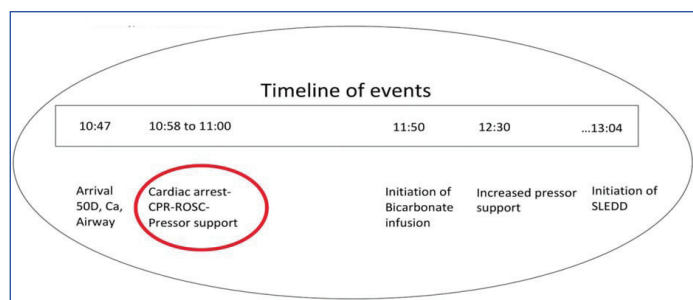 Timeline of events
10:47 10:58 to 11:00 11:50 12:30 ...13:04
Arrival
50D, Ca,
Airway
Cardiac arrest-
CPR-ROSC-
Pressor support
Initiation of
Bicarbonate
infusion
Increased pressor
support
Initiation of
SLEDD